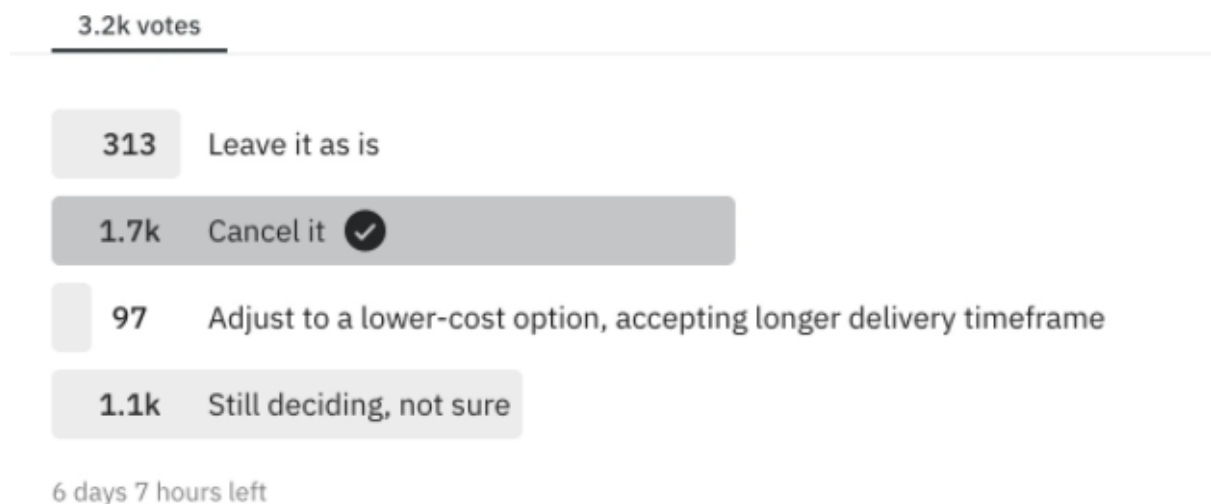 3.2k votes
313 Leave it as is
1.7k Cancel it
97 Adjust to a lower-cost option, accepting longer delivery timeframe
1.1k Still deciding, not sure
6 days 7 hours left